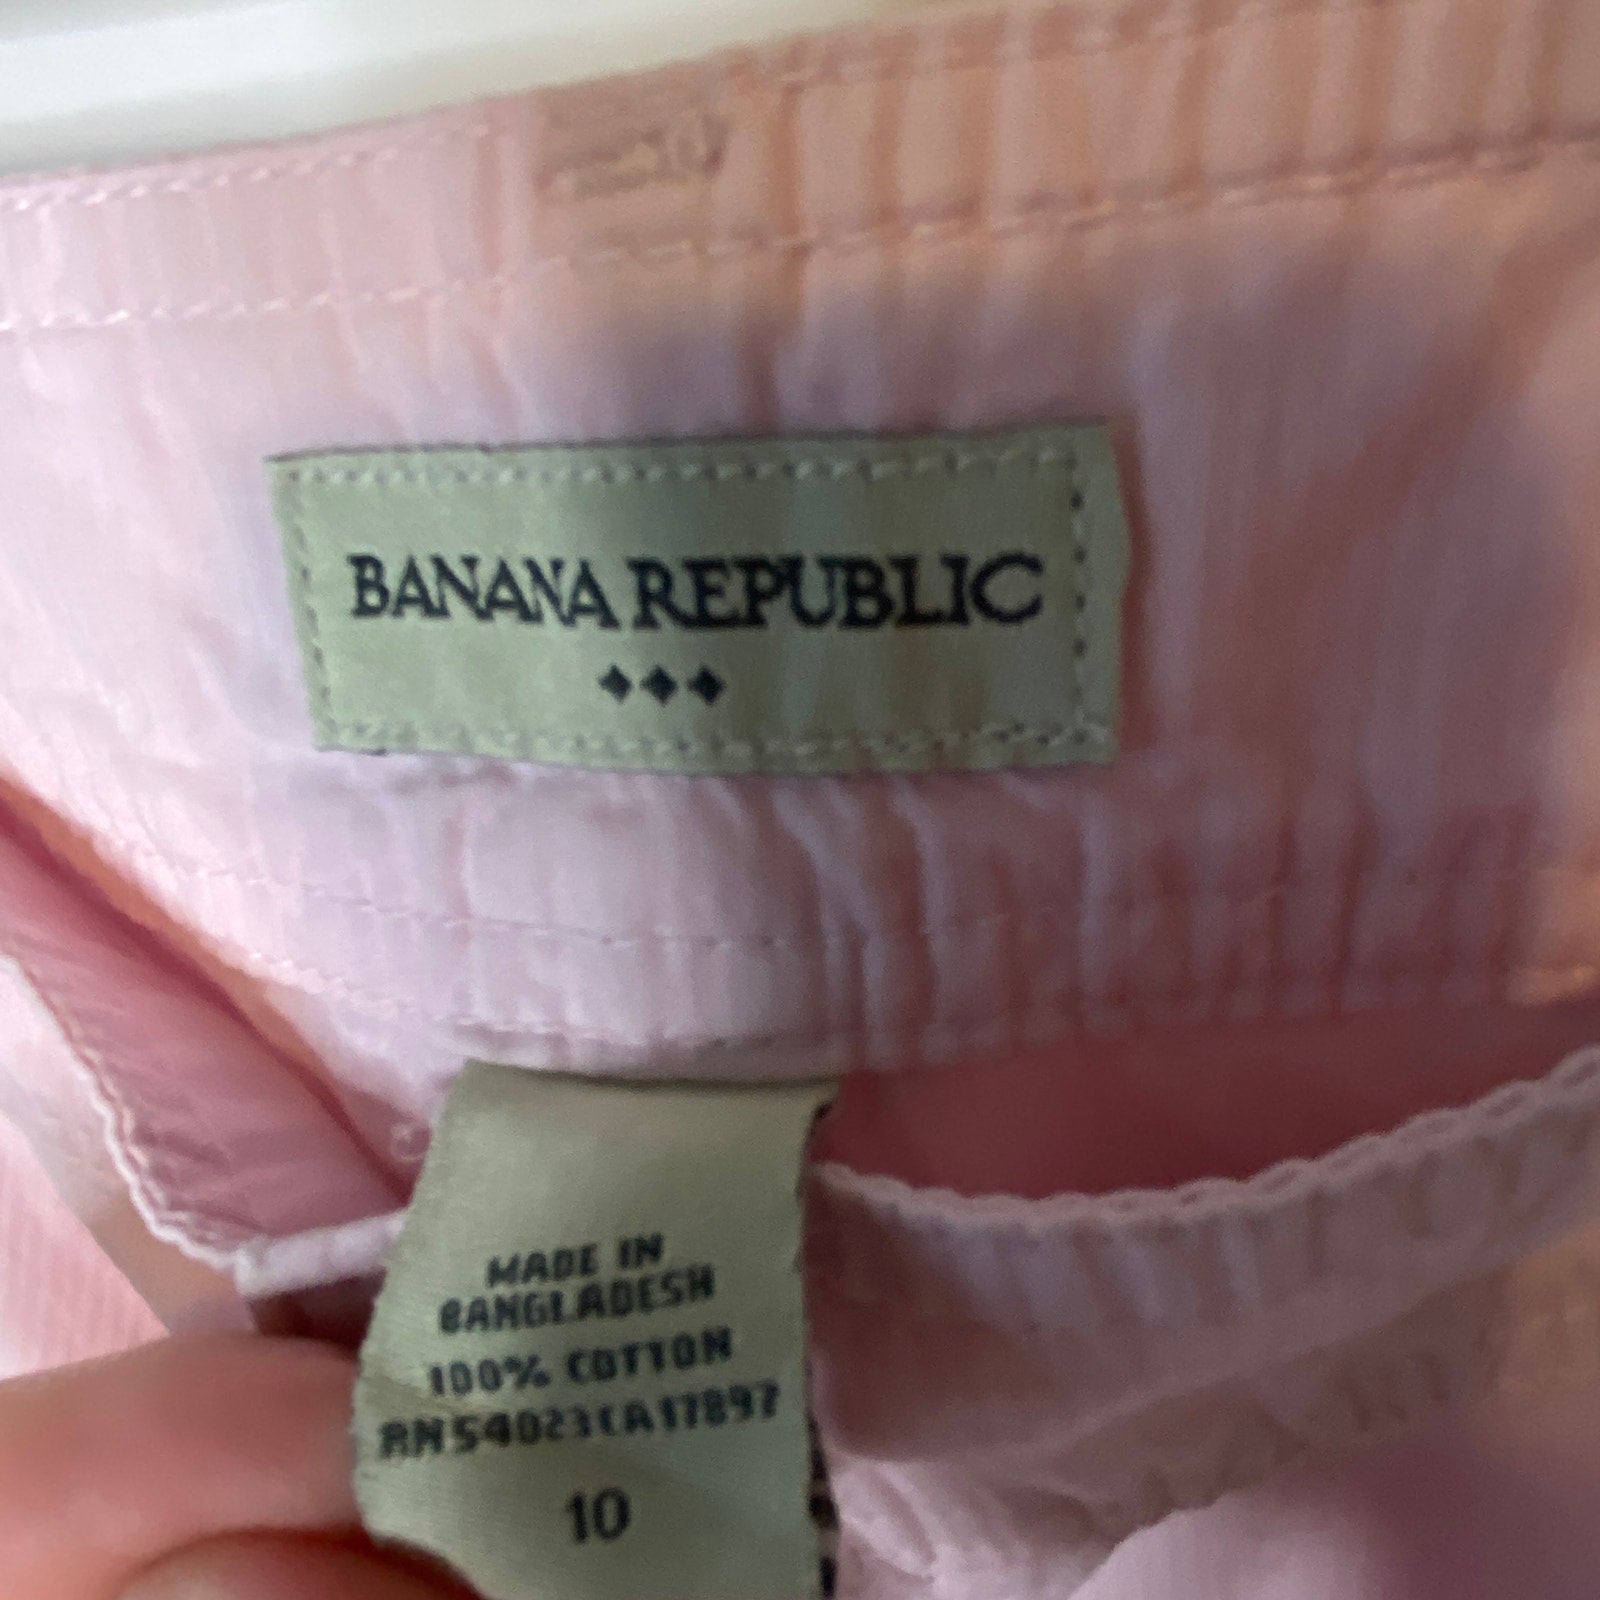 BANANA REPUBLIC
MADE IN
BANGLADESH
100% COTTON
RN54023CA17897
10